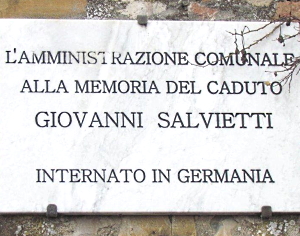 L'AMMINISTRAZIONE COMUNALE
ALLA MEMORIA DEL CADUTO
GIOVANNI SALVIETTI
INTERNATO IN GERMANIA